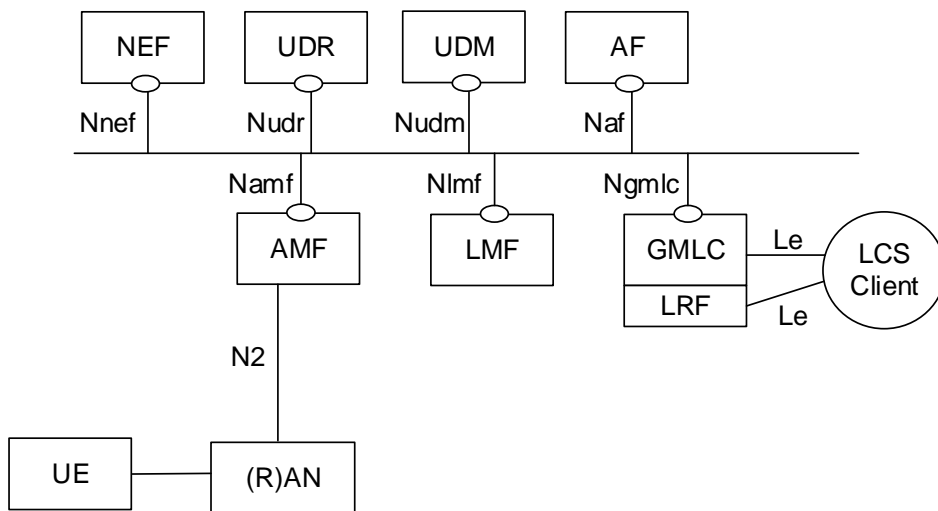 NEF
UDR
UDM
AF
Nnef
Nudr
Nudm
Naf
Namf
Nlmf
Ngmlc
AMF
LMF
GMLC
LRF
Le
Le
LCS
Client
N2
UE
(R)AN